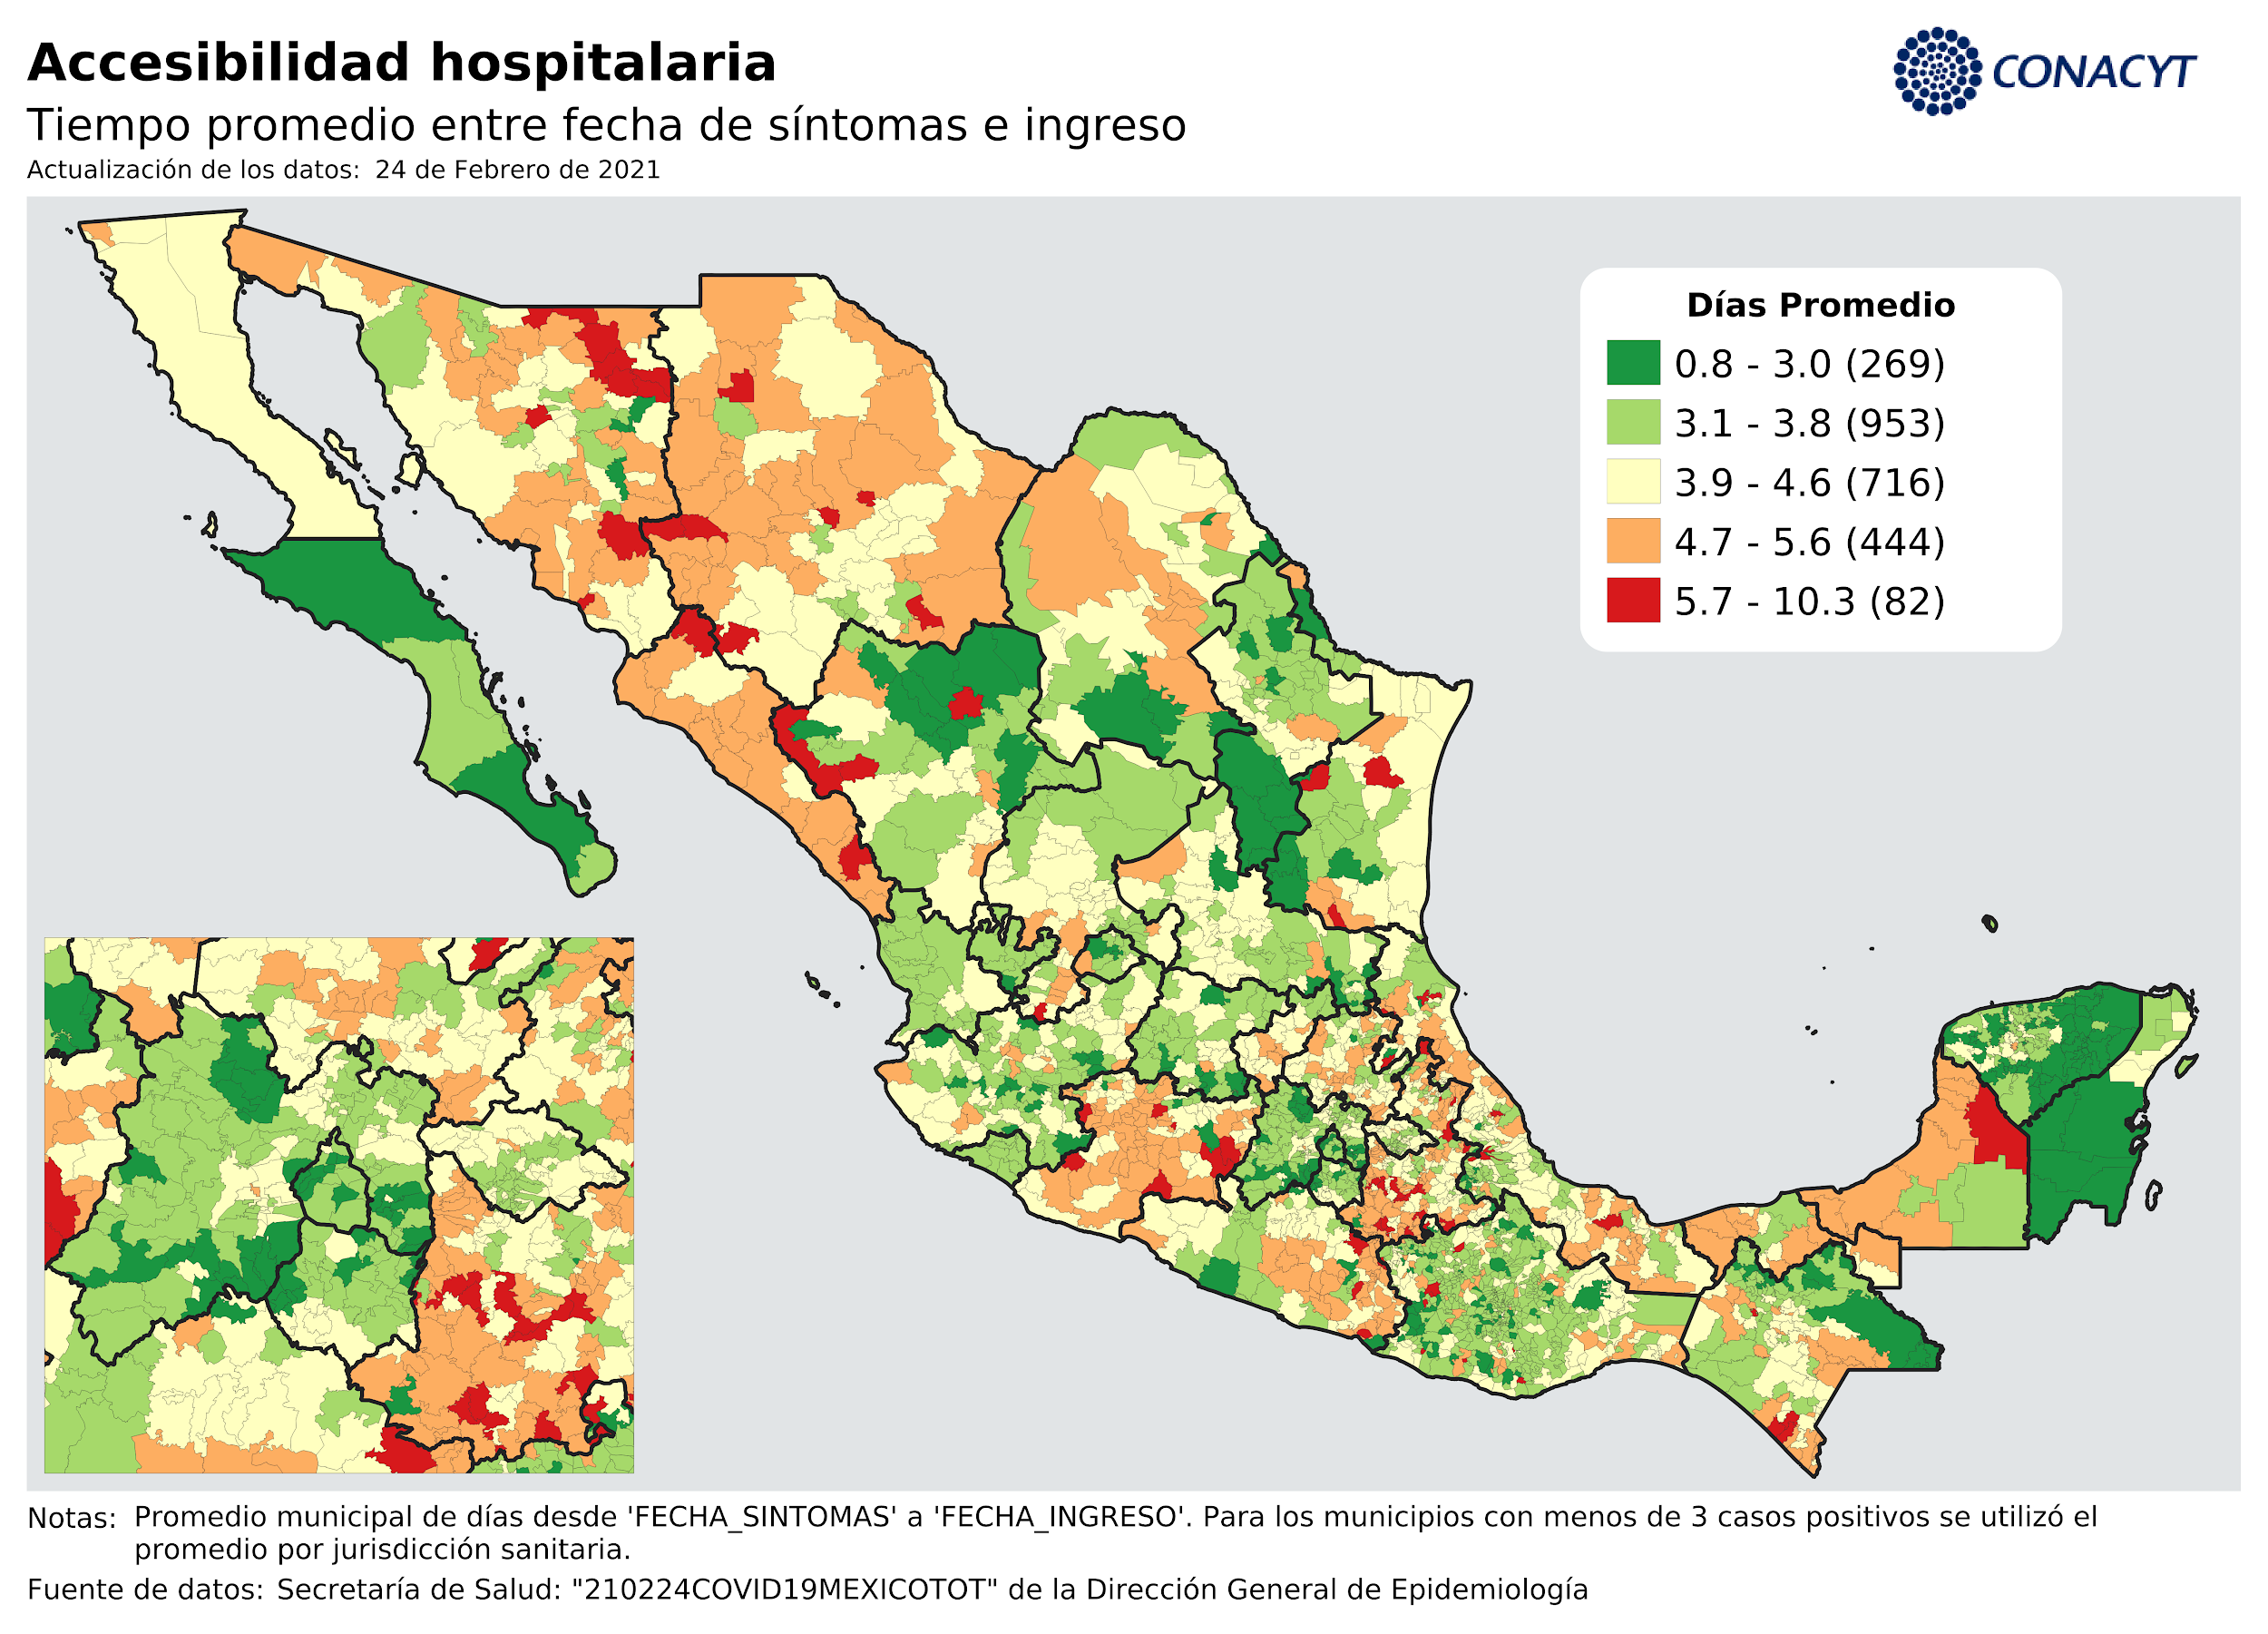 Accesibilidad hospitalaria
CONACYT
Tiempo promedio entre fecha de síntomas e ingreso
Actualización de los datos: 24 de Febrero de 2021
Días Promedio
0.8 - 3.0 (269)
3.1 - 3.8 (953)
3.9 - 4.6 (716)
4.7 - 5.6 (444)
5.7 - 10.3 (82)
Notas: Promedio municipal de días desde 'FECHA_SINTOMAS' a 'FECHA_INGRESO'. Para los municipios con menos de 3 casos positivos se utilizó el
promedio por jurisdicción sanitaria.
Fuente de datos: Secretaría de Salud: "210224COVID19MEXICOTOT" de la Dirección General de Epidemiología